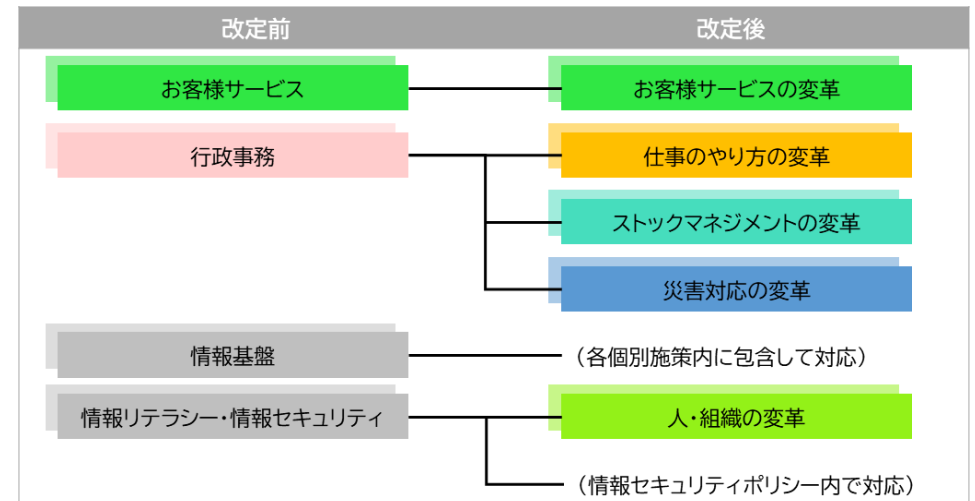 改定前
改定後
お客様サービス
お客様サービスの変革
行政事務
仕事のやり方の変革
ストックマネジメントの変革
災害対応の変革
情報基盤
（各個別施策内に包含して対応）
情報リテラシー・情報セキュリティ
人・組織の変革
（情報セキュリティポリシー内で対応）